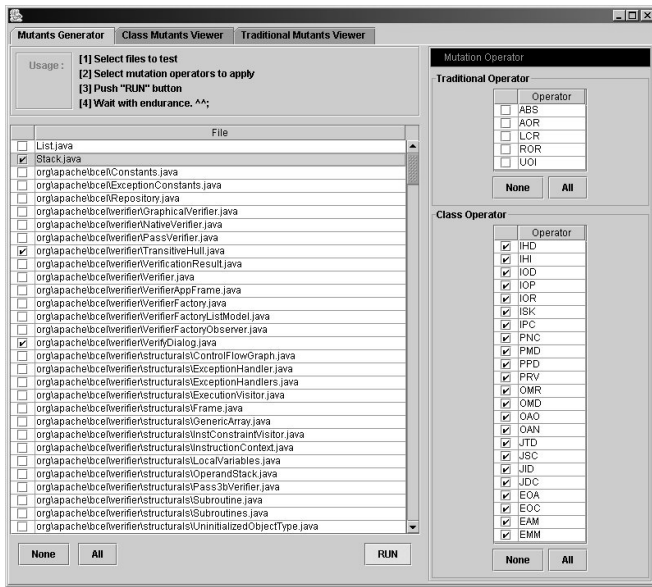 Mutants Generator Class Mutants Viewer Traditional Mutants Viewer
Usage :
[1] Select files to test
[2] Select mutation operators to apply
[3] Push "RUN" button
[4] Wait with endurance. ^^;
File
List.java
Stack.java
org\apache\bcel\Constants.java
org\apache\bcel\ExceptionConstants.java
org\apache\bcel\Repository.java
org\apache\bcel\verifier\GraphicalVerifier.java
org\apache\bcel\verifier\NativeVerifier.java
org\apache\bcel\verifier\PassVerifier.java
org\apache\bcel\verifier\TransitiveHull.java
org\apache\bcel\verifier\VerificationResult.java
org\apache\bcel\verifier\Verifier.java
org\apache\bcel\verifier\VerifierAppFrame.java
org\apache\bcel\verifier\VerifierFactory.java
org\apache\bcel\verifier\VerifierFactoryListModel.java
org\apache\bcel\verifier\VerifierFactoryObserver.java
org\apache\bcel\verifier\VerifyDialog.java
org\apache\bcel\verifier\structurals\ControlFlowGraph.java
org\apache\bcel\verifier\structurals\ExceptionHandler.java
org\apache\bcel\verifier\structurals\ExceptionHandlers.java
org\apache\bcel\verifier\structurals\ExecutionVisitor.java
org\apache\bcel\verifier\structurals\Frame.java
org\apache\bcel\verifier\structurals\GenericArray.java
org\apache\bcel\verifier\structurals\InstConstraintVisitor.java
org\apache\bcel\verifier\structurals\InstructionContext.java
org\apache\bcel\verifier\structurals\LocalVariables.java
org\apache\bcel\verifier\structurals\OperandStack.java
org\apache\bcel\verifier\structurals\Pass3bVerifier.java
org\apache\bcel\verifier\structurals\Subroutine.java
org\apache\bcel\verifier\structurals\Subroutines.java
org\apache\bcel\verifier\structurals\UninitializedObjectType.java
None All RUN
Mutation Operator
Traditional Operator
Operator
ABS
AOR
LCR
ROR
UOI
None All
Class Operator
Operator
IHD
IHI
IOD
IOP
IOR
ISK
IPC
PNC
PMD
PPD
PRV
OMR
OMD
OAO
OAN
JTD
JSC
JID
JDC
EOA
EOC
EAM
EMM
None All